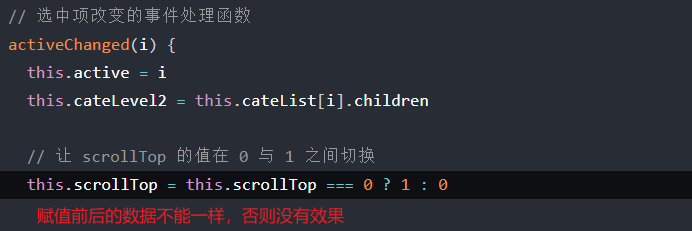 // 选中项改变的事件处理函数
activeChanged(i) {
this.active = i
this.cateLevel2 = this.cateList[i].children
// 让 scrollTop 的值在 0 与 1 之间切换
this.scrollTop = this.scrollTop === 0 ? 1 : 0
赋值前后的数据不能一样，否则没有效果